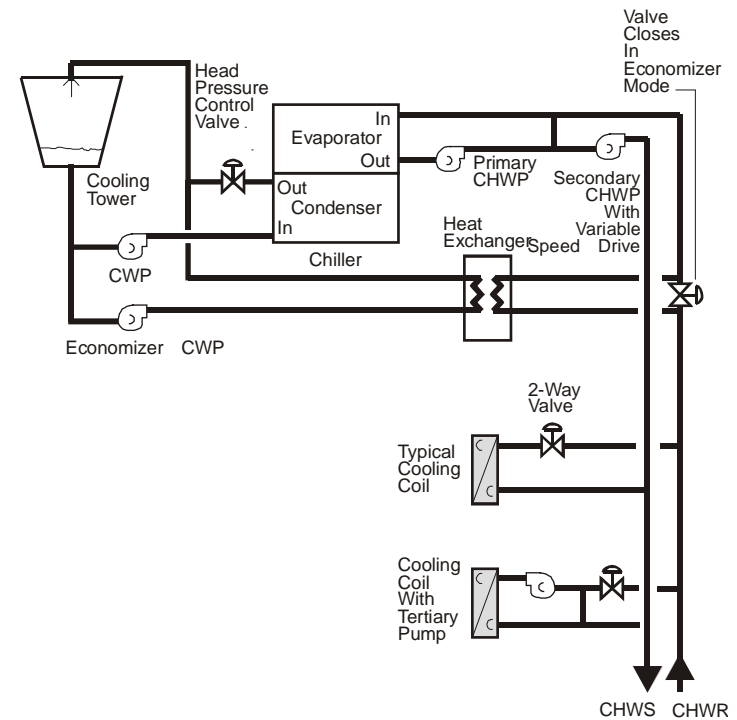 Valve
Closes
In
Economizer
Mode
Head
Pressure
Control
Valve .
In
Evaporator
Out
Primary
CHWP
Secondary
CHWP
With
Variable
Speed Drive
Cooling
Tower
Out
Condenser
In
Chiller
Heat
Exchanger
CWP
Economizer CWP
2-Way
Valve
Typical
Cooling
Coil
Cooling
Coil
With
Tertiary
Pump
CHWS CHWR